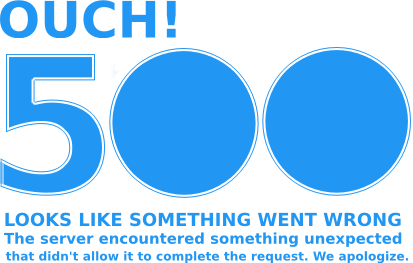 OUCH!
500
LOOKS LIKE SOMETHING WENT WRONG
The server encountered something unexpected
that didn't allow it to complete the request. We apologize.